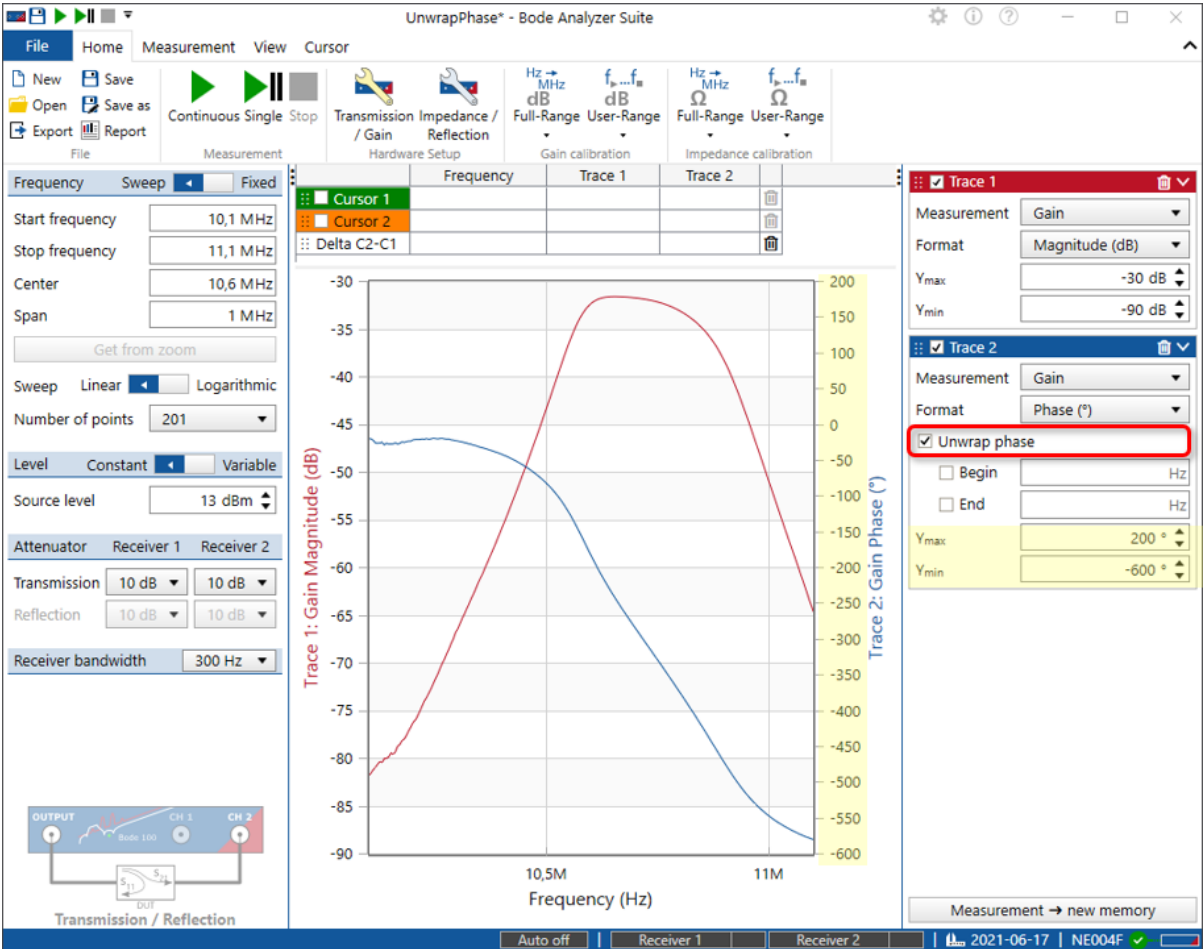 UnwrapPhase* - Bode Analyzer Suite
File Home Measurement View Cursor
New Save
Open Save as
Export Report
File
Continuous Single Stop
Measurement
Transmission / Gain
Impedance / Reflection
Hardware Setup
Hz → MHz
dB
Full-Range
f...f
dB
User-Range
Gain calibration
Hz → MHz
Ω
Full-Range
f...f
Ω
User-Range
Impedance calibration
Frequency Sweep Fixed
Start frequency 10,1 MHz
Stop frequency 11,1 MHz
Center 10,6 MHz
Span 1 MHz
Get from zoom
Sweep Linear Logarithmic
Number of points 201
Level Constant Variable
Source level 13 dBm
Attenuator Receiver 1 Receiver 2
Transmission 10 dB 10 dB
Reflection 10 dB 10 dB
Receiver bandwidth 300 Hz
OUTPUT CH 1 CH 2
Bode 100
S11 S21
DUT
Transmission / Reflection
Frequency Trace 1 Trace 2
Cursor 1
Cursor 2
Delta C2-C1
Trace 1: Gain Magnitude (dB)
-30
-35
-40
-45
-50
-55
-60
-65
-70
-75
-80
-85
-90
200
150
100
50
0
-50
-100
-150
-200
-250
-300
-350
-400
-450
-500
-550
-600
Trace 2: Gain Phase (°)
10,5M 11M
Frequency (Hz)
Trace 1
Measurement Gain
Format Magnitude (dB)
Ymax -30 dB
Ymin -90 dB
Trace 2
Measurement Gain
Format Phase (°)
Unwrap phase
Begin Hz
End Hz
Ymax 200 °
Ymin -600 °
Measurement → new memory
Auto off Receiver 1 Receiver 2 2021-06-17 NE004F